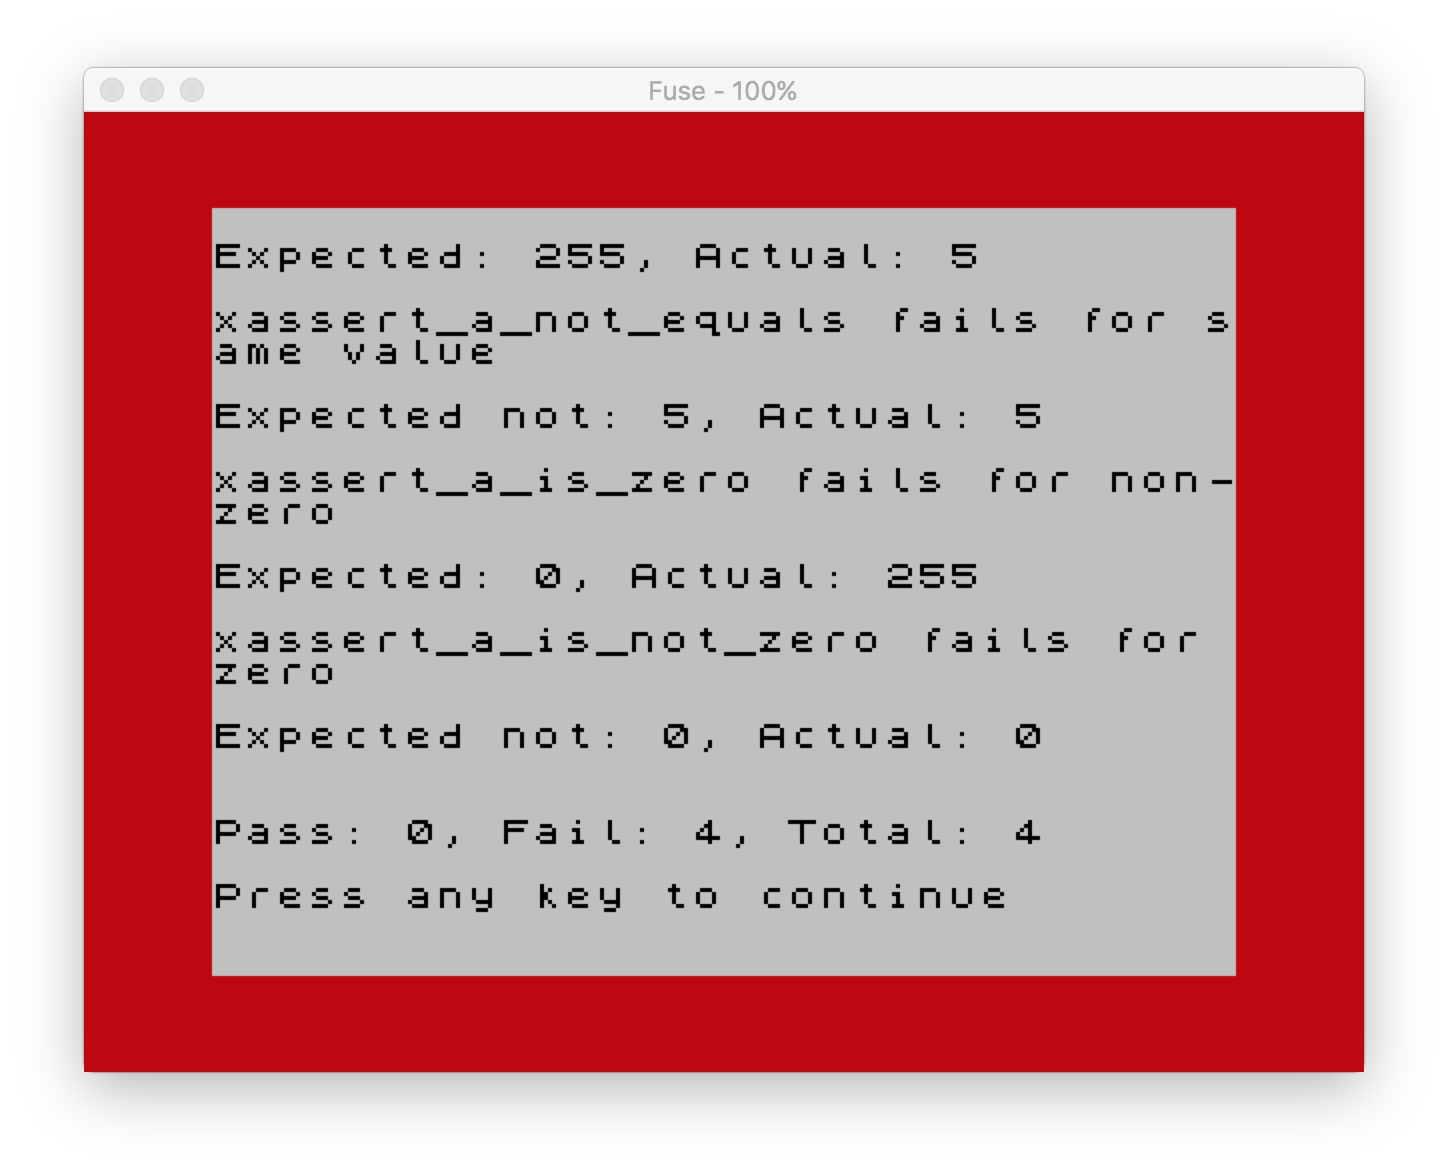 Fuse - 100%
Expected: 255, Actual: 5
xassert_a_not_equals fails for s
ame value
Expected not: 5, Actual: 5
xassert_a_is_zero fails for non-
zero
Expected: 0, Actual: 255
xassert_a_is_not_zero fails for
zero
Expected not: 0, Actual: 0
Pass: 0, Fail: 4, Total: 4
Press any key to continue